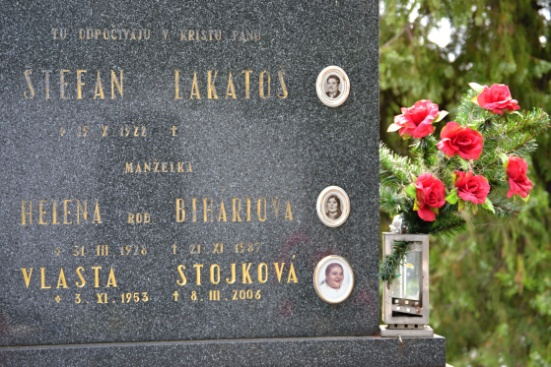 TU ODPOČÍVAJÚ V KRISTU PÁNU
ŠTEFAN LAKATOŠ
15 X 1922 †
MANŽELKA
HELENA ROD BIHARIOVÁ
31 III 1926 † 21 XI 1987
VLASTA STOJKOVÁ
3. XI. 1953 † 8. III. 2006